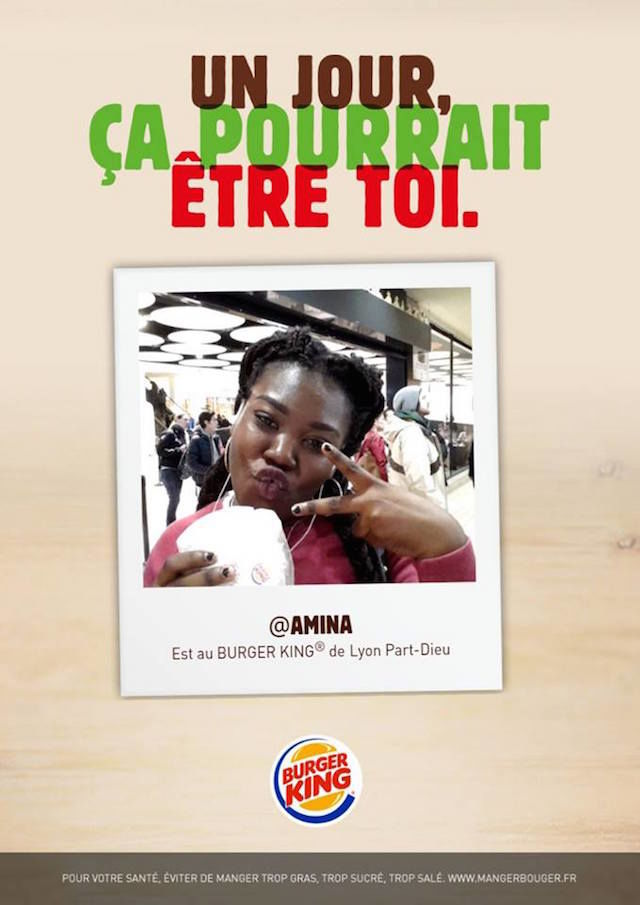 UN JOUR,
ÇA POURRAIT
ÊTRE TOI.
@AMINA
Est au BURGER KING® de Lyon Part-Dieu
BURGER
KING
POUR VOTRE SANTÉ, ÉVITER DE MANGER TROP GRAS, TROP SUCRÉ, TROP SALÉ. WWW.MANGERBOUGER.FR